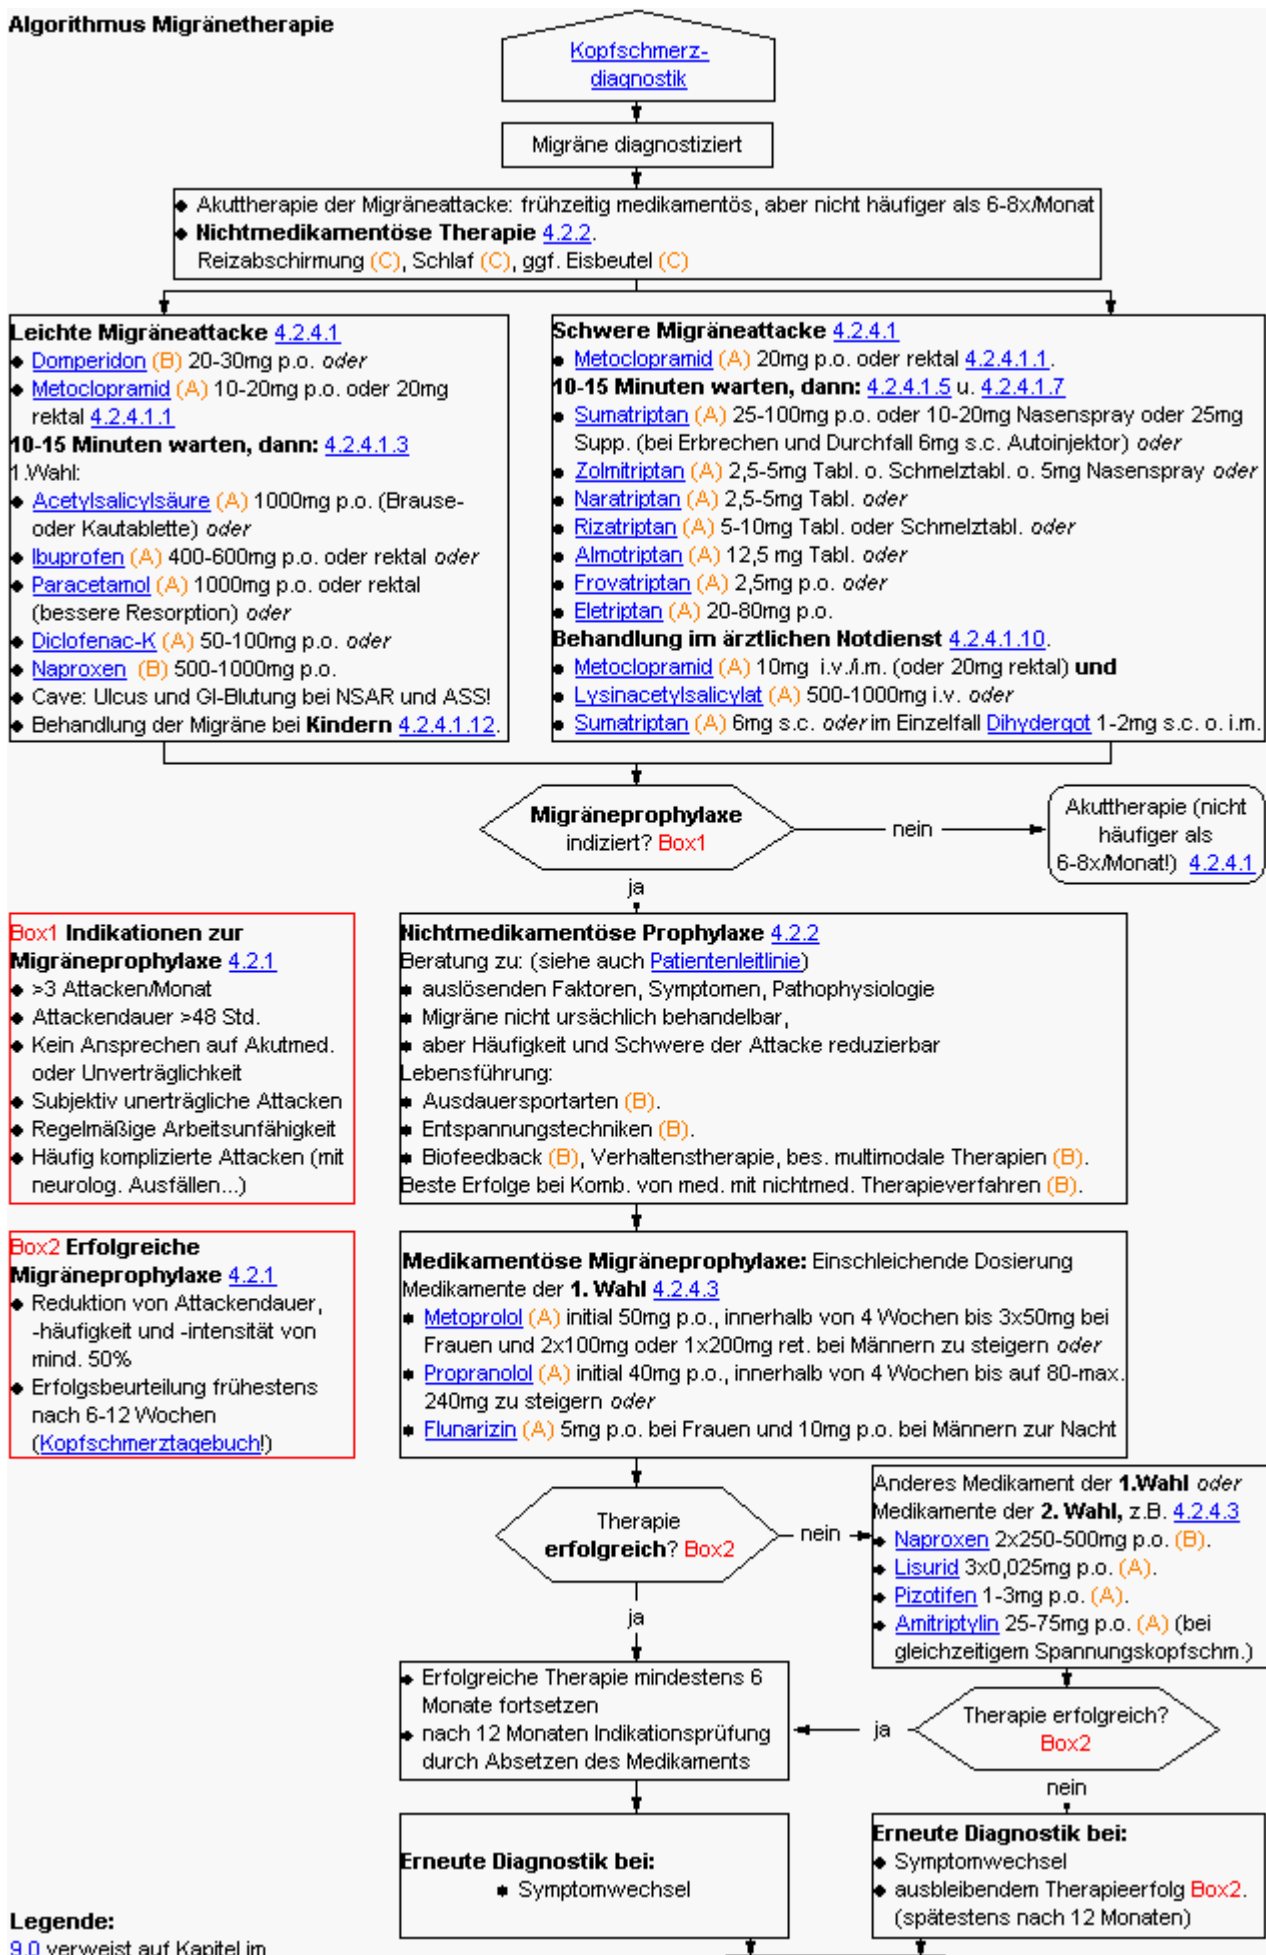 Algorithmus Migränetherapie
Kopfschmerz-
diagnostik
Migräne diagnostiziert
◆ Akuttherapie der Migräneattacke: frühzeitig medikamentös, aber nicht häufiger als 6-8x/Monat
◆ Nichtmedikamentöse Therapie 4.2.2.
Reizabschirmung (C), Schlaf (C), ggf. Eisbeutel (C)
Leichte Migräneattacke 4.2.4.1
◆ Domperidon (B) 20-30mg p.o. oder
◆ Metoclopramid (A) 10-20mg p.o. oder 20mg
rektal 4.2.4.1.1
10-15 Minuten warten, dann: 4.2.4.1.3
1.Wahl:
◆ Acetylsalicylsäure (A) 1000mg p.o. (Brause-
oder Kautablette) oder
◆ Ibuprofen (A) 400-600mg p.o. oder rektal oder
◆ Paracetamol (A) 1000mg p.o. oder rektal
(bessere Resorption) oder
◆ Diclofenac-K (A) 50-100mg p.o. oder
◆ Naproxen (B) 500-1000mg p.o.
◆ Cave: Ulcus und GI-Blutung bei NSAR und ASS!
◆ Behandlung der Migräne bei Kindern 4.2.4.1.12.
Schwere Migräneattacke 4.2.4.1
● Metoclopramid (A) 20mg p.o. oder rektal 4.2.4.1.1.
10-15 Minuten warten, dann: 4.2.4.1.5 u. 4.2.4.1.7
● Sumatriptan (A) 25-100mg p.o. oder 10-20mg Nasenspray oder 25mg
Supp. (bei Erbrechen und Durchfall 6mg s.c. Autoinjektor) oder
● Zolmitriptan (A) 2,5-5mg Tabl. o. Schmelztabl. o. 5mg Nasenspray oder
● Naratriptan (A) 2,5-5mg Tabl. oder
● Rizatriptan (A) 5-10mg Tabl. oder Schmelztabl. oder
● Almotriptan (A) 12,5 mg Tabl. oder
● Frovatriptan (A) 2,5mg p.o. oder
● Eletriptan (A) 20-80mg p.o.
Behandlung im ärztlichen Notdienst 4.2.4.1.10.
● Metoclopramid (A) 10mg i.v./i.m. (oder 20mg rektal) und
● Lysinacetylsalicylat (A) 500-1000mg i.v. oder
● Sumatriptan (A) 6mg s.c. oder im Einzelfall Dihydergot 1-2mg s.c. o. i.m.
Migräneprophylaxe
indiziert? Box1
nein
Akuttherapie (nicht
häufiger als
6-8x/Monat!) 4.2.4.1
ja
Box1 Indikationen zur
Migräneprophylaxe 4.2.1
◆ >3 Attacken/Monat
◆ Attackendauer >48 Std.
◆ Kein Ansprechen auf Akutmed.
oder Unverträglichkeit
◆ Subjektiv unerträgliche Attacken
◆ Regelmäßige Arbeitsunfähigkeit
◆ Häufig komplizierte Attacken (mit
neurolog. Ausfällen...)
Nichtmedikamentöse Prophylaxe 4.2.2
Beratung zu: (siehe auch Patientenleitlinie)
◆ auslösenden Faktoren, Symptomen, Pathophysiologie
◆ Migräne nicht ursächlich behandelbar,
◆ aber Häufigkeit und Schwere der Attacke reduzierbar
Lebensführung:
◆ Ausdauersportarten (B).
◆ Entspannungstechniken (B).
◆ Biofeedback (B), Verhaltenstherapie, bes. multimodale Therapien (B).
Beste Erfolge bei Komb. von med. mit nichtmed. Therapieverfahren (B).
Box2 Erfolgreiche
Migräneprophylaxe 4.2.1
◆ Reduktion von Attackendauer,
-häufigkeit und -intensität von
mind. 50%
◆ Erfolgsbeurteilung frühestens
nach 6-12 Wochen
(Kopfschmerztagebuch!)
Medikamentöse Migräneprophylaxe: Einschleichende Dosierung
Medikamente der 1. Wahl 4.2.4.3
◆ Metoprolol (A) initial 50mg p.o., innerhalb von 4 Wochen bis 3x50mg bei
Frauen und 2x100mg oder 1x200mg ret. bei Männern zu steigern oder
◆ Propranolol (A) initial 40mg p.o., innerhalb von 4 Wochen bis auf 80-max.
240mg zu steigern oder
◆ Flunarizin (A) 5mg p.o. bei Frauen und 10mg p.o. bei Männern zur Nacht
Therapie
erfolgreich? Box2
nein
Anderes Medikament der 1.Wahl oder
Medikamente der 2. Wahl, z.B. 4.2.4.3
◆ Naproxen 2x250-500mg p.o. (B).
◆ Lisurid 3x0,025mg p.o. (A).
◆ Pizotifen 1-3mg p.o. (A).
◆ Amitriptylin 25-75mg p.o. (A) (bei
gleichzeitigem Spannungskopfschm.)
ja
◆ Erfolgreiche Therapie mindestens 6
Monate fortsetzen
◆ nach 12 Monaten Indikationsprüfung
durch Absetzen des Medikaments
ja
Therapie erfolgreich?
Box2
nein
Erneute Diagnostik bei:
◆ Symptomwechsel
Erneute Diagnostik bei:
◆ Symptomwechsel
◆ ausbleibendem Therapieerfolg Box2.
(spätestens nach 12 Monaten)
Legende:
9.0 verweist auf Kapitel im